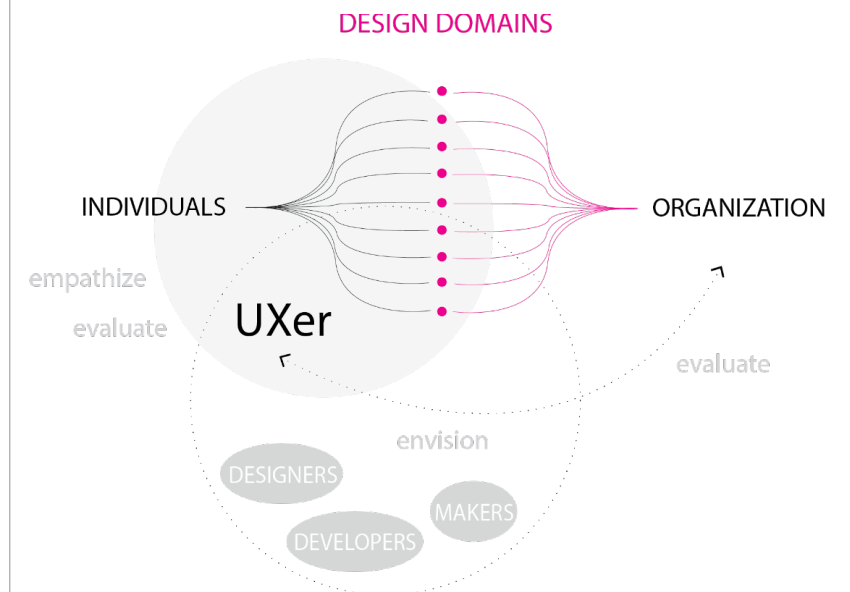 DESIGN DOMAINS
INDIVIDUALS
ORGANIZATION
empathize
evaluate
UXer
evaluate
envision
DESIGNERS
MAKERS
DEVELOPERS